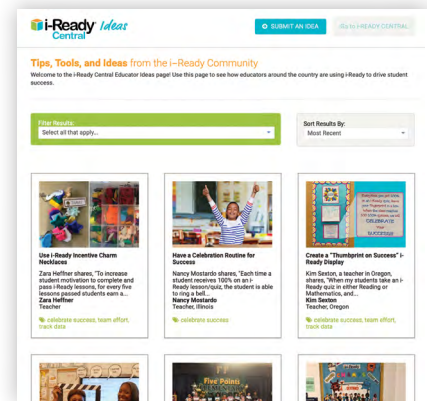 i-Ready Ideas
Central
SUBMIT AN IDEA
Go to i-READY CENTRAL
Tips, Tools, and Ideas from the i-Ready Community
Welcome to the i-Ready Central Educator Ideas page! Use this page to see how educators around the country are using i-Ready to drive student
success.
Filter Results:
Select all that apply...
Sort Results By:
Most Recent
Use i-Ready Incentive Charm
Necklaces
Zara Heffner shares, "To increase
student motivation to complete and
pass i-Ready lessons, for every five
lessons passed students earn a...
Zara Heffner
Teacher
celebrate success, team effort,
track data
Have a Celebration Routine for
Success
Nancy Mostardo shares, "Each time a
student receives 100% on an i-
Ready lesson/quiz, the student is able
to ring a bell...
Nancy Mostardo
Teacher, Illinois
celebrate success
CELEBRATE
SUCCESS
Create a "Thumbprint on Success" i-
Ready Display
Kim Sexton, a teacher in Oregon,
shares, "When my students take an i-
Ready quiz in either Reading or
Mathematics, and...
Kim Sexton
Teacher, Oregon
celebrate success, team effort,
track data
Five Points